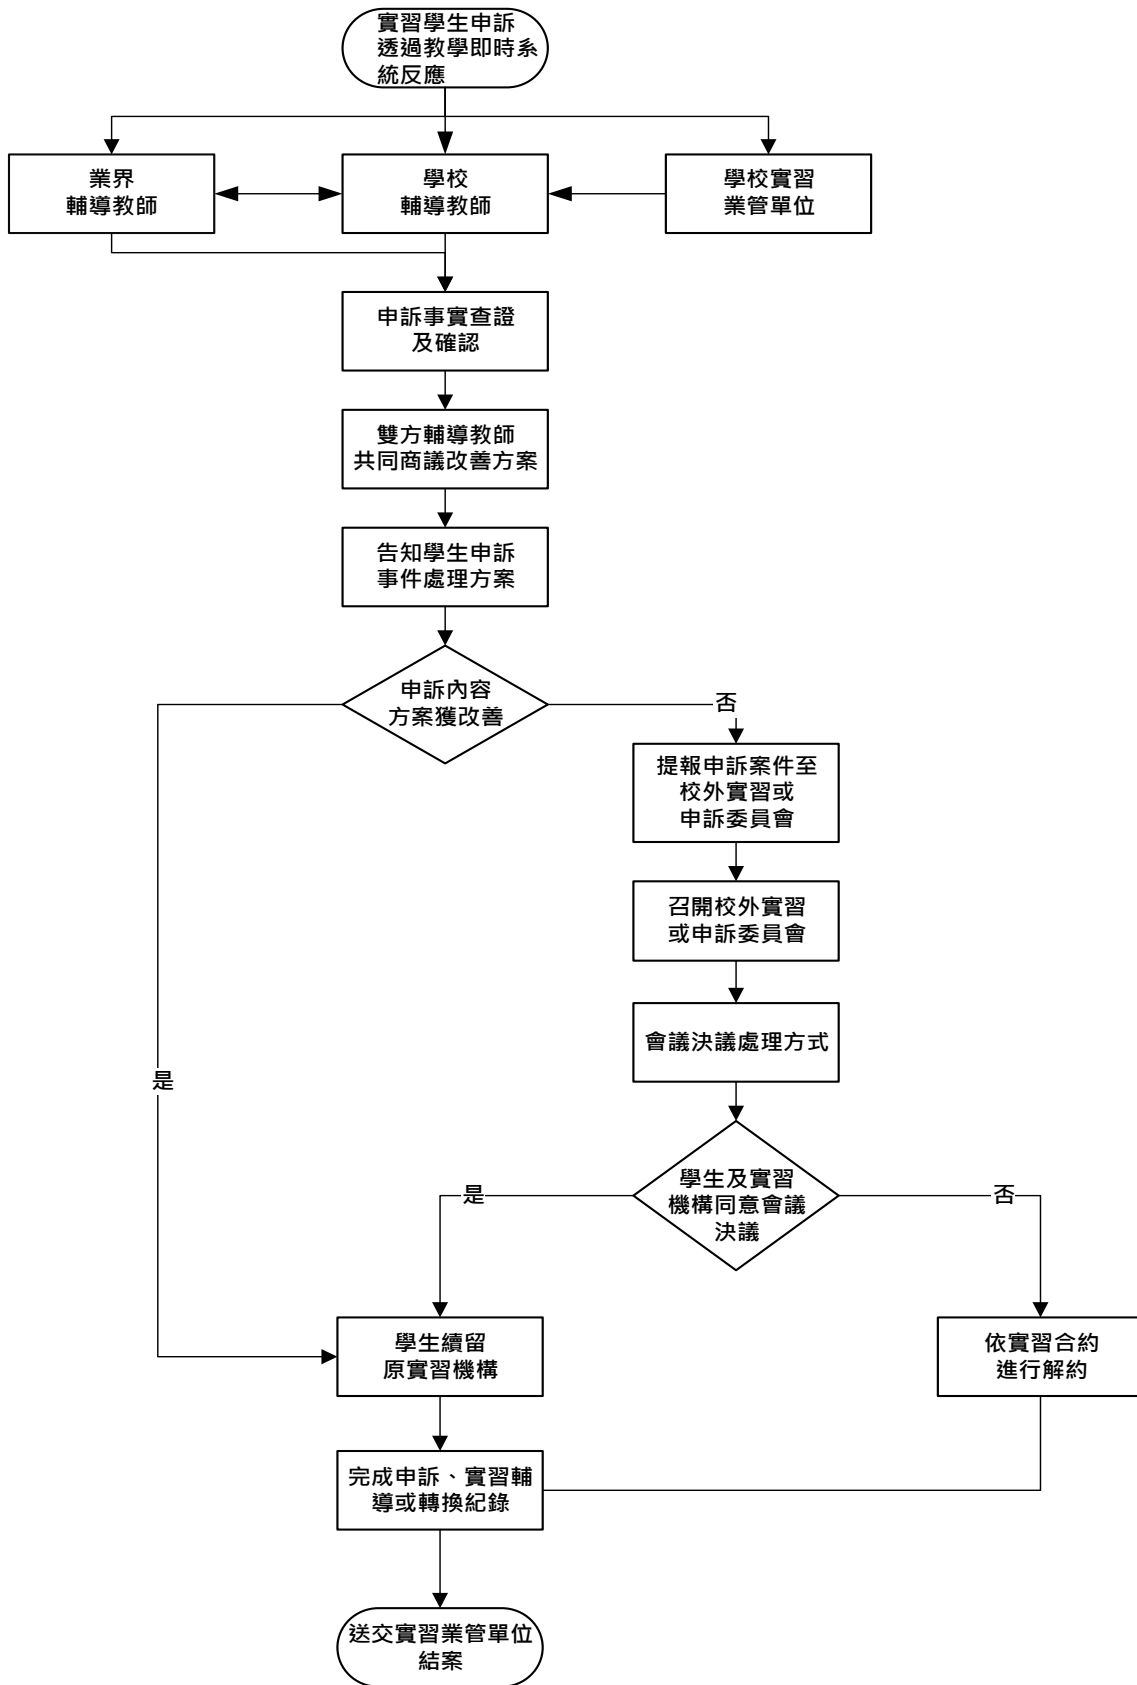 實習學生申訴
透過教學即時系
統反應
業界
輔導教師
學校
輔導教師
學校實習
業管單位
申訴事實查證
及確認
雙方輔導教師
共同商議改善方案
告知學生申訴
事件處理方案
申訴內容
方案獲改善
否
提報申訴案件至
校外實習或
申訴委員會
召開校外實習
或申訴委員會
會議決議處理方式
是
學生及實習
機構同意會議
決議
是
否
學生續留
原實習機構
依實習合約
進行解約
完成申訴、實習輔
導或轉換紀錄
送交實習業管單位
結案